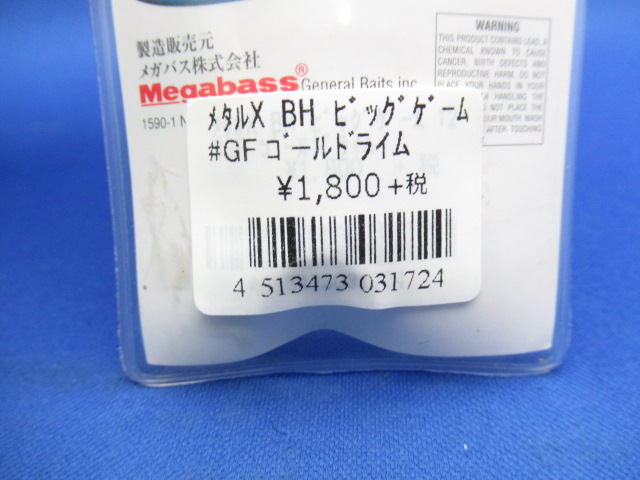 製造販売元
メガバス株式会社
Megabass® General Baits inc.
1590-1 N
WARNING
THIS PRODUCT CONTAINS LEAD, A
CHEMICAL KNOWN TO CAUSE
CANCER, BIRTH DEFECTS AND
REPRODUCTIVE HARM. DO NOT
PLACE YOUR HANDS IN YOUR
HANDLING THE
NOT PLACE THE
MOUTH. WASH
AFTER TOUCHING
ﾒﾀﾙX BH ﾋﾞｯｸﾞｹﾞｰﾑ
#GF ｺﾞｰﾙﾄﾞﾗｲﾑ
¥1,800+税
4 513473 031724